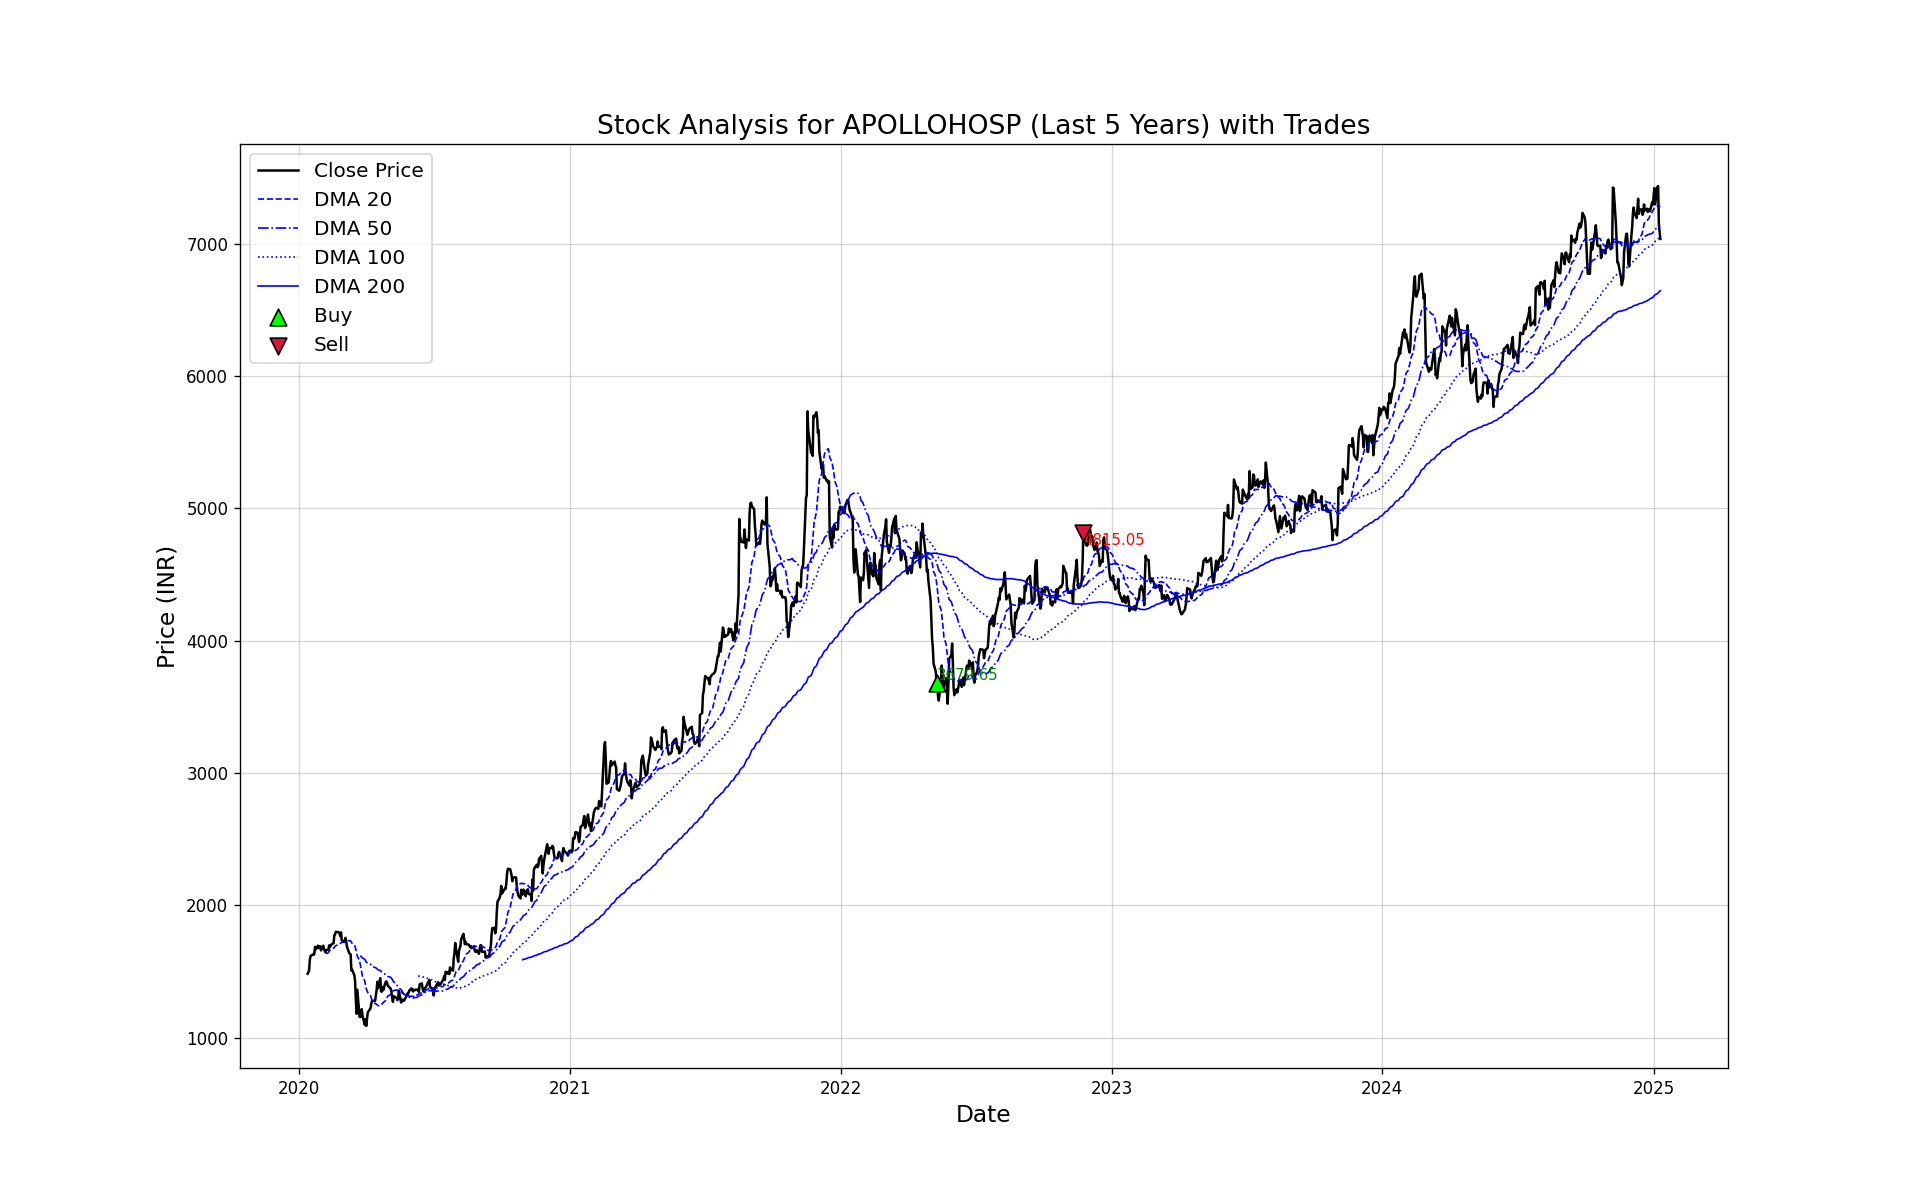 Stock Analysis for APOLLOHOSP (Last 5 Years) with Trades
Close Price
DMA 20
DMA 50
DMA 100
DMA 200
Buy
Sell
Price (INR)
7000
6000
5000
4000
3000
2000
1000
4815.05
2020
2021
2022
2023
2024
2025
Date